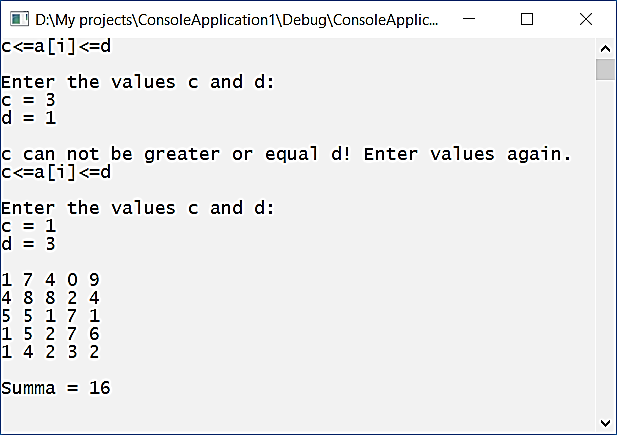 D:\My projects\ConsoleApplication1\Debug\ConsoleApplic...
c<=a[i]<=d
Enter the values c and d:
c = 3
d = 1
c can not be greater or equal d! Enter values again.
c<=a[i]<=d
Enter the values c and d:
c = 1
d = 3
1 7 4 0 9
4 8 8 2 4
5 5 1 7 1
1 5 2 7 6
1 4 2 3 2
Summa = 16